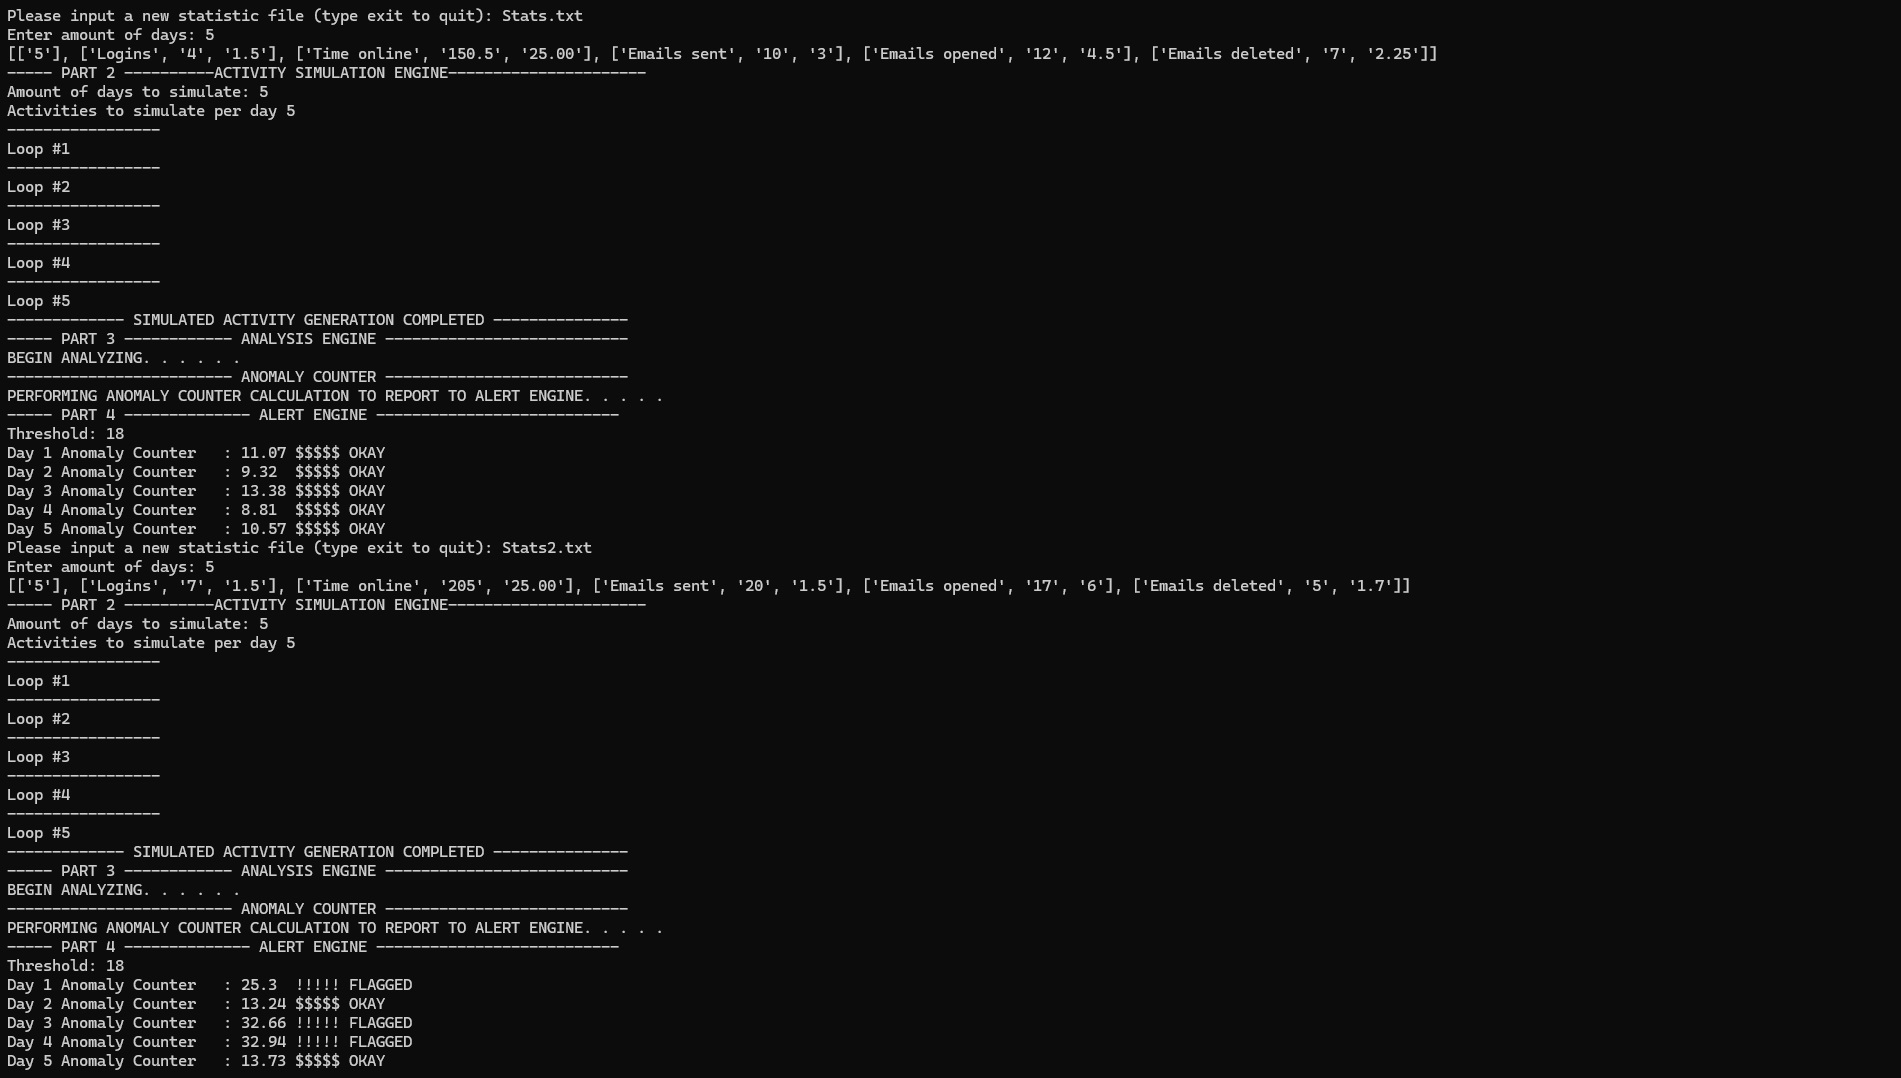 Please input a new statistic file (type exit to quit): Stats.txt
Enter amount of days: 5
[['5'], ['Logins', '4', '1.5'], ['Time online', '150.5', '25.00'], ['Emails sent', '10', '3'], ['Emails opened', '12', '4.5'], ['Emails deleted', '7', '2.25']]
----- PART 2 ----------ACTIVITY SIMULATION ENGINE----------------------
Amount of days to simulate: 5
Activities to simulate per day 5
-----------------
Loop #1
-----------------
Loop #2
-----------------
Loop #3
-----------------
Loop #4
-----------------
Loop #5
------------- SIMULATED ACTIVITY GENERATION COMPLETED ---------------
----- PART 3 ------------ ANALYSIS ENGINE ---------------------------
BEGIN ANALYZING. . . . . .
------------------------- ANOMALY COUNTER ---------------------------
PERFORMING ANOMALY COUNTER CALCULATION TO REPORT TO ALERT ENGINE. . . . .
----- PART 4 -------------- ALERT ENGINE ---------------------------
Threshold: 18
Day 1 Anomaly Counter   : 11.07 $$$$$ OKAY
Day 2 Anomaly Counter   : 9.32  $$$$$ OKAY
Day 3 Anomaly Counter   : 13.38 $$$$$ OKAY
Day 4 Anomaly Counter   : 8.81  $$$$$ OKAY
Day 5 Anomaly Counter   : 10.57 $$$$$ OKAY
Please input a new statistic file (type exit to quit): Stats2.txt
Enter amount of days: 5
[['5'], ['Logins', '7', '1.5'], ['Time online', '205', '25.00'], ['Emails sent', '20', '1.5'], ['Emails opened', '17', '6'], ['Emails deleted', '5', '1.7']]
----- PART 2 ----------ACTIVITY SIMULATION ENGINE----------------------
Amount of days to simulate: 5
Activities to simulate per day 5
-----------------
Loop #1
-----------------
Loop #2
-----------------
Loop #3
-----------------
Loop #4
-----------------
Loop #5
------------- SIMULATED ACTIVITY GENERATION COMPLETED ---------------
----- PART 3 ------------ ANALYSIS ENGINE ---------------------------
BEGIN ANALYZING. . . . . .
------------------------- ANOMALY COUNTER ---------------------------
PERFORMING ANOMALY COUNTER CALCULATION TO REPORT TO ALERT ENGINE. . . . .
----- PART 4 -------------- ALERT ENGINE ---------------------------
Threshold: 18
Day 1 Anomaly Counter   : 25.3  !!!!! FLAGGED
Day 2 Anomaly Counter   : 13.24 $$$$$ OKAY
Day 3 Anomaly Counter   : 32.66 !!!!! FLAGGED
Day 4 Anomaly Counter   : 32.94 !!!!! FLAGGED
Day 5 Anomaly Counter   : 13.73 $$$$$ OKAY